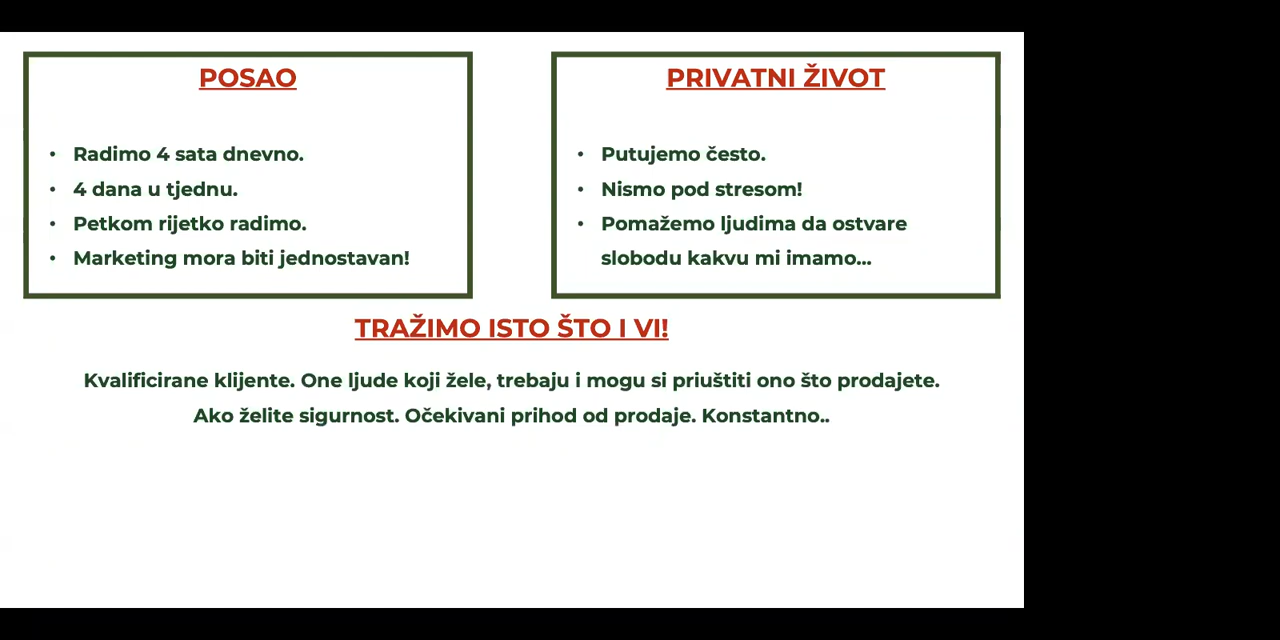 POSAO
• Radimo 4 sata dnevno.
• 4 dana u tjednu.
• Petkom rijetko radimo.
• Marketing mora biti jednostavan!
PRIVATNI ŽIVOT
• Putujemo često.
• Nismo pod stresom!
• Pomažemo ljudima da ostvare
slobodu kakvu mi imamo...
TRAŽIMO ISTO ŠTO I VI!
Kvalificirane klijente. One ljude koji žele, trebaju i mogu si priuštiti ono što prodajete.
Ako želite sigurnost. Očekivani prihod od prodaje. Konstantno..